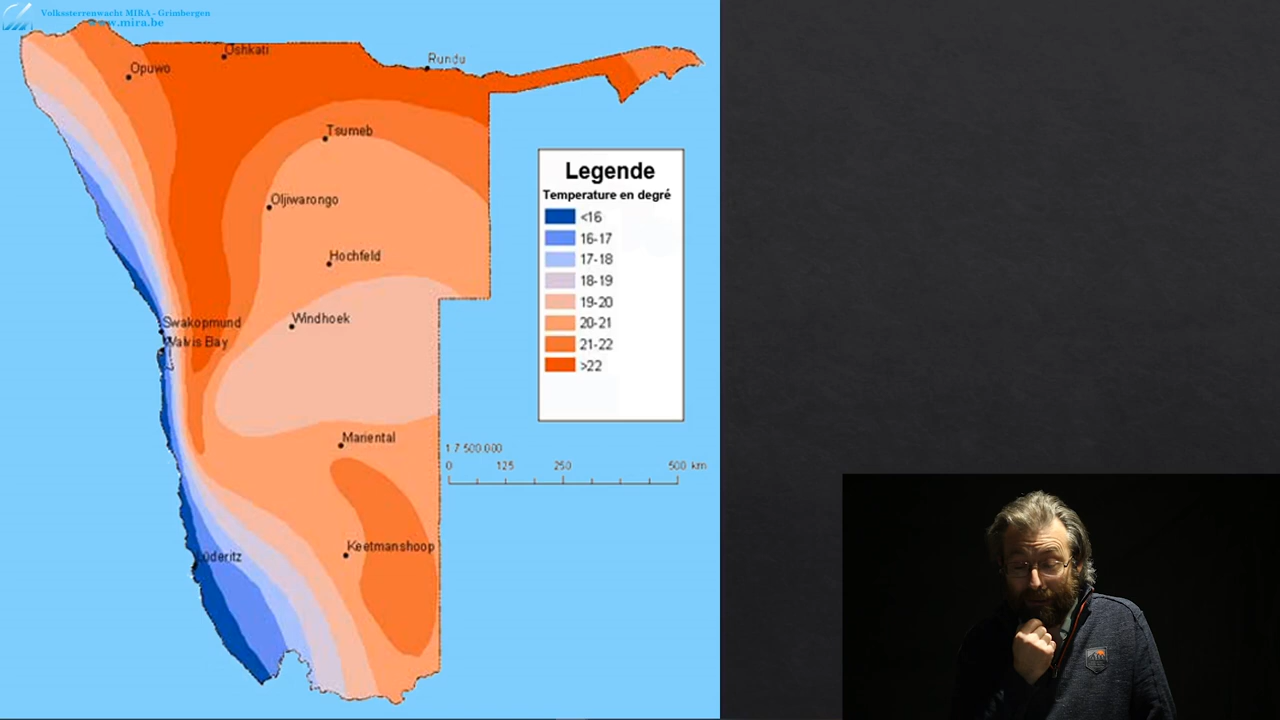 Volkssterrenwacht MIRA - Grimbergen
www.mira.be
Oshkati
Opuwo
Rundu
Tsumeb
Oljiwarongo
Hochfeld
Windhoek
Swakopmund
Walvis Bay
Mariental
Keetmanshoop
Lüderitz
Legende
Temperature en degré
<16
16-17
17-18
18-19
19-20
20-21
21-22
>22
1 7 500.000
0 125 250 500 km